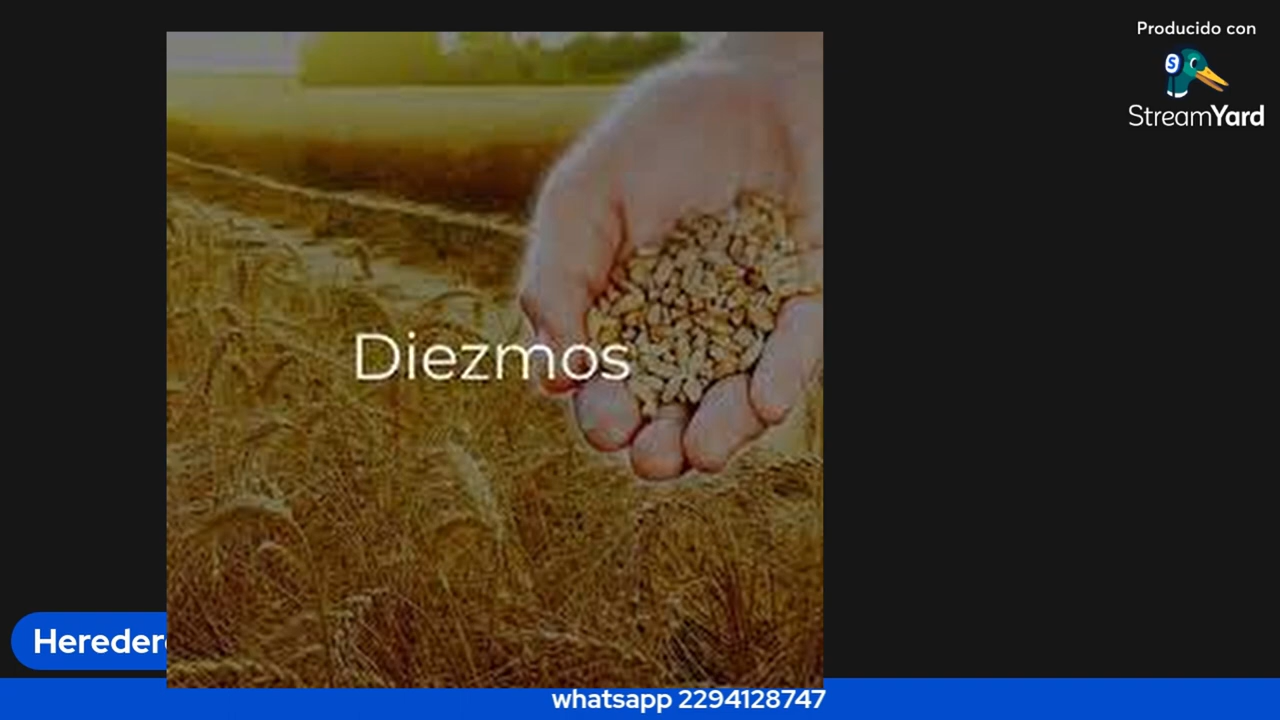 Producido con
S
StreamYard
Diezmos
whatsapp 2294128747